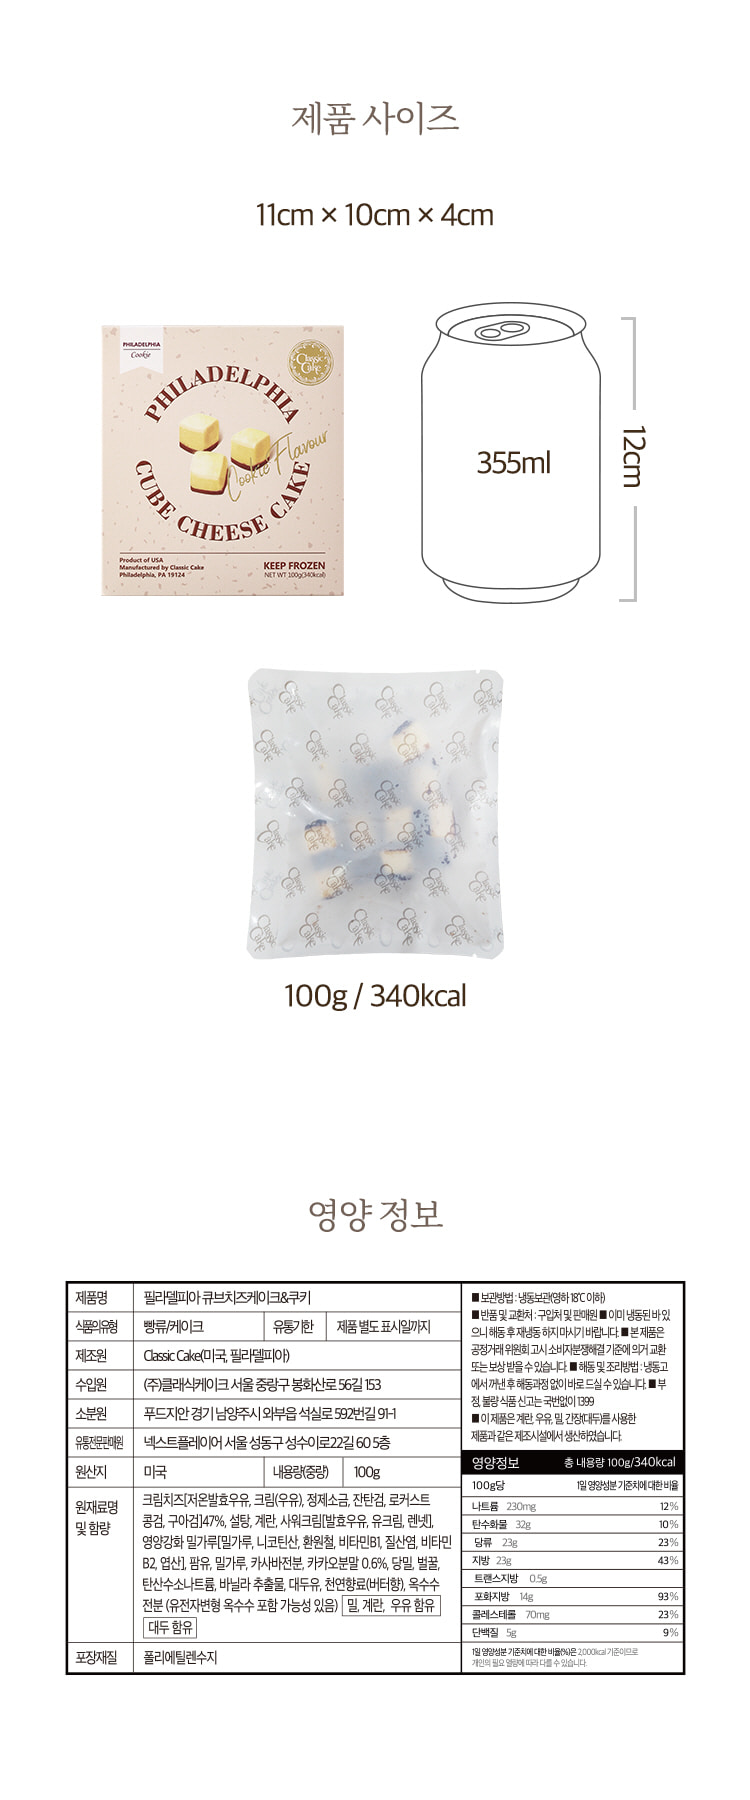 제품 사이즈
11cm × 10cm × 4cm
PHILADELPHIA
Cookie
Classic
Cake
PHILADELPHIA
Cookie Flavour
CUBE CHEESE CAKE
Product of USA
Manufactured by Classic Cake
Philadelphia, PA 19124
KEEP FROZEN
NET WT 100g(340kcal)
355ml
12cm
100g / 340kcal
영양 정보
제품명 필라델피아 큐브치즈케이크&쿠키
식품의유형 빵류/케이크 유통기한 제품 별도 표시일까지
제조원 Classic Cake(미국, 필라델피아)
수입원 (주)클래식케이크 서울 중랑구 봉화산로 56길 153
소분원 푸드지안 경기 남양주시 와부읍 석실로 592번길 91-1
유통전문판매원 넥스트플레이어 서울 성동구 성수이로22길 60 5층
원산지 미국 내용량(중량) 100g
원재료명
및 함량
크림치즈[저온발효우유, 크림(우유), 정제소금, 잔탄검, 로커스트
콩검, 구아검]47%, 설탕, 계란, 사워크림[발효우유, 유크림, 렌넷],
영양강화 밀가루[밀가루, 니코틴산, 환원철, 비타민B1, 질산염, 비타민
B2, 엽산], 팜유, 밀가루, 카사바전분, 카카오분말 0.6%, 당밀, 벌꿀,
탄산수소나트륨, 바닐라 추출물, 대두유, 천연향료(버터향), 옥수수
전분 (유전자변형 옥수수 포함 가능성 있음) 밀, 계란, 우유 함유
대두 함유
포장재질 폴리에틸렌수지
■ 보관방법 : 냉동보관(영하 18℃ 이하)
■ 반품 및 교환처 : 구입처 및 판매원 ■ 이미 냉동된 바 있
으니 해동 후 재냉동 하지 마시기 바랍니다. ■ 본 제품은
공정거래 위원회 고시 소비자분쟁해결 기준에 의거 교환
또는 보상 받을 수 있습니다. ■ 해동 및 조리방법 : 냉동고
에서 꺼낸 후 해동과정 없이 바로 드실 수 있습니다. ■ 부
정, 불량 식품 신고는 국번없이 1399
■ 이 제품은 계란, 우유, 밀, 간장(대두)를 사용한
제품과 같은 제조시설에서 생산하였습니다.
영양정보 총 내용량 100g/340kcal
100g당 1일 영양성분 기준치에 대한 비율
나트륨 230mg 12%
탄수화물 32g 10%
당류 23g 23%
지방 23g 43%
트랜스지방 0.5g
포화지방 14g 93%
콜레스테롤 70mg 23%
단백질 5g 9%
1일 영양성분 기준치에 대한 비율(%)은 2,000kcal 기준이므로
개인의 필요 열량에 따라 다를 수 있습니다.